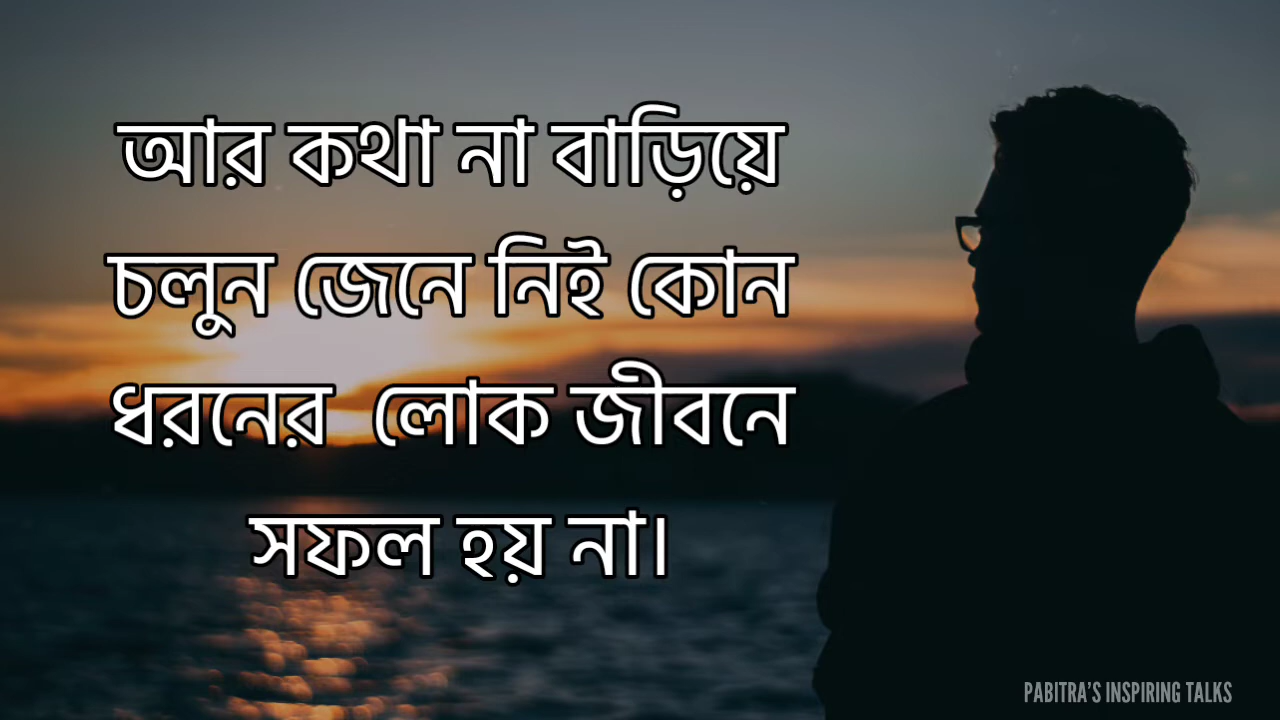 আর কথা না বাড়িয়ে
চলুন জেনে নিই কোন
ধরনের লোক জীবনে
সফল হয় না।
PABITRA'S INSPIRING TALKS